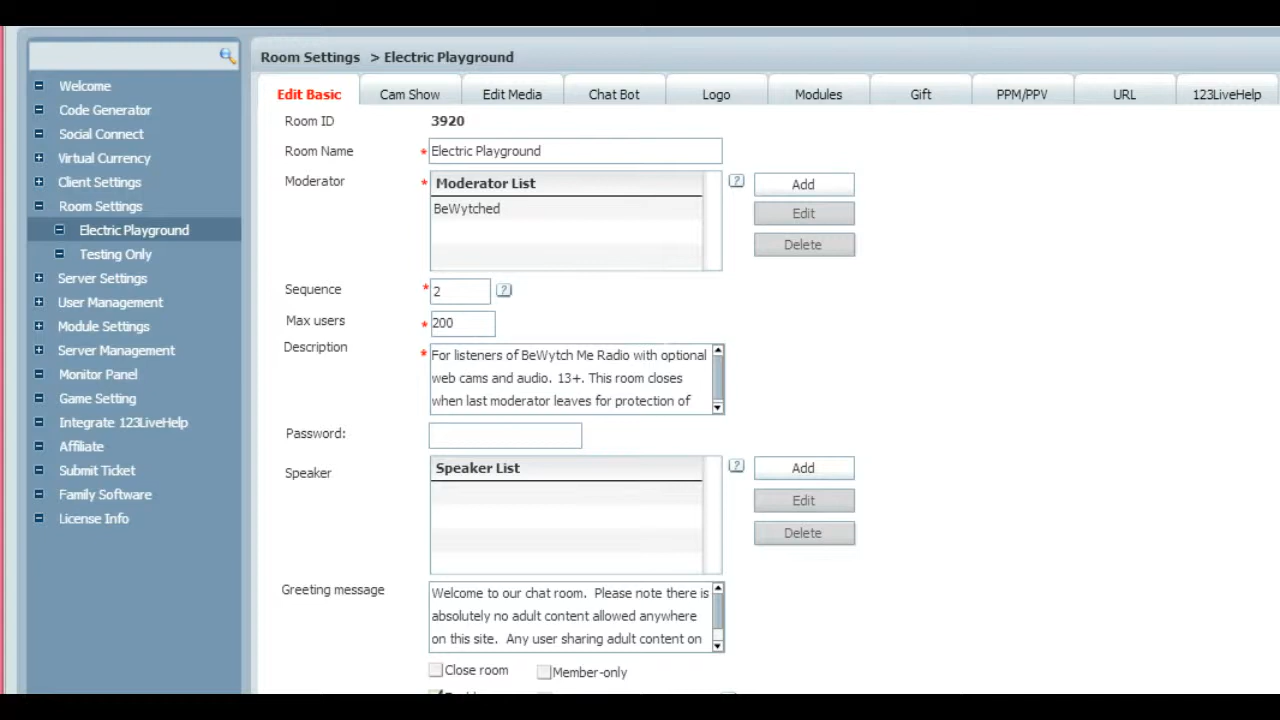 Room Settings > Electric Playground
Welcome
Code Generator
Social Connect
Virtual Currency
Client Settings
Room Settings
Electric Playground
Testing Only
Server Settings
User Management
Module Settings
Server Management
Monitor Panel
Game Setting
Integrate 123LiveHelp
Affiliate
Submit Ticket
Family Software
License Info
Edit Basic Cam Show Edit Media Chat Bot Logo Modules Gift PPM/PPV URL 123LiveHelp
Room ID 3920
Room Name * Electric Playground
Moderator * Moderator List ? Add
BeWytched Edit
Delete
Sequence * 2 ?
Max users * 200
Description * For listeners of BeWytch Me Radio with optional
web cams and audio. 13+. This room closes
when last moderator leaves for protection of
Password:
Speaker Speaker List ? Add
Edit
Delete
Greeting message Welcome to our chat room. Please note there is
absolutely no adult content allowed anywhere
on this site. Any user sharing adult content on
Close room Member-only